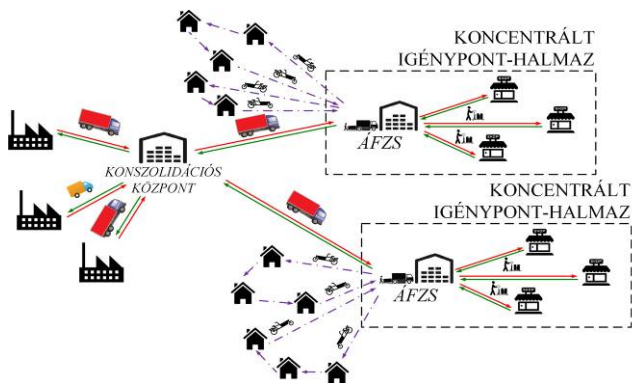 KONCENTRÁLT
IGÉNYPONT-HALMAZ
ÁFZS
KONSZOLIDÁCIÓS
KÖZPONT
KONCENTRÁLT
IGÉNYPONT-HALMAZ
ÁFZS